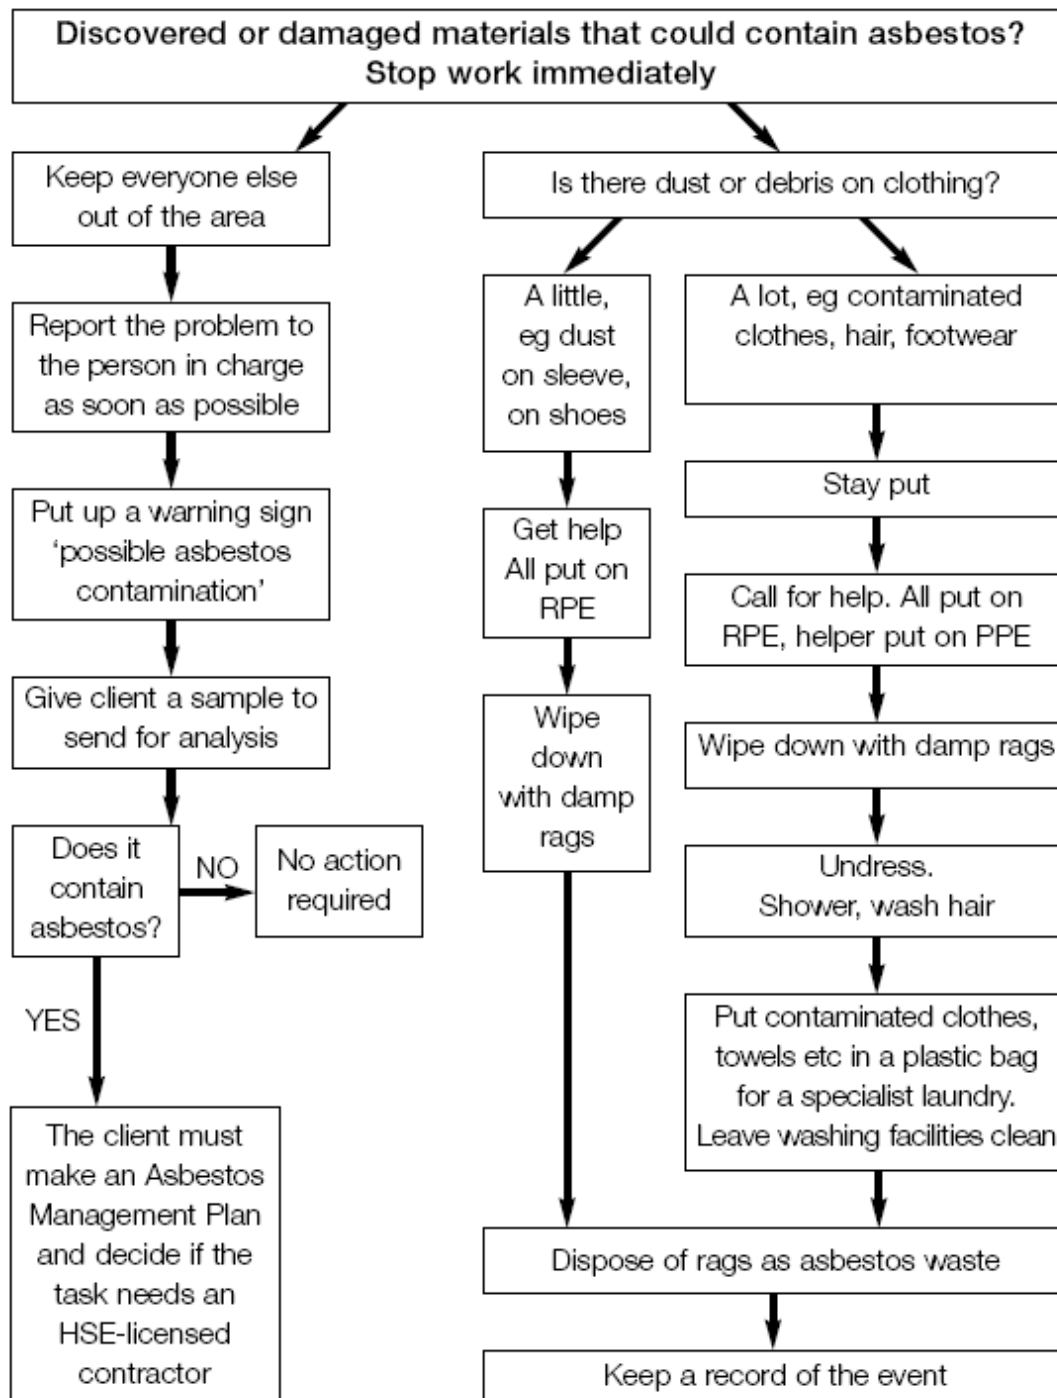 Discovered or damaged materials that could contain asbestos?
Stop work immediately
Keep everyone else
out of the area
Report the problem to
the person in charge
as soon as possible
Put up a warning sign
‘possible asbestos
contamination’
Give client a sample to
send for analysis
Does it
contain
asbestos?
NO
No action
required
YES
The client must
make an Asbestos
Management Plan
and decide if the
task needs an
HSE-licensed
contractor
Is there dust or debris on clothing?
A little,
eg dust
on sleeve,
on shoes
Get help
All put on
RPE
Wipe
down
with damp
rags
A lot, eg contaminated
clothes, hair, footwear
Stay put
Call for help. All put on
RPE, helper put on PPE
Wipe down with damp rags
Undress.
Shower, wash hair
Put contaminated clothes,
towels etc in a plastic bag
for a specialist laundry.
Leave washing facilities clean
Dispose of rags as asbestos waste
Keep a record of the event